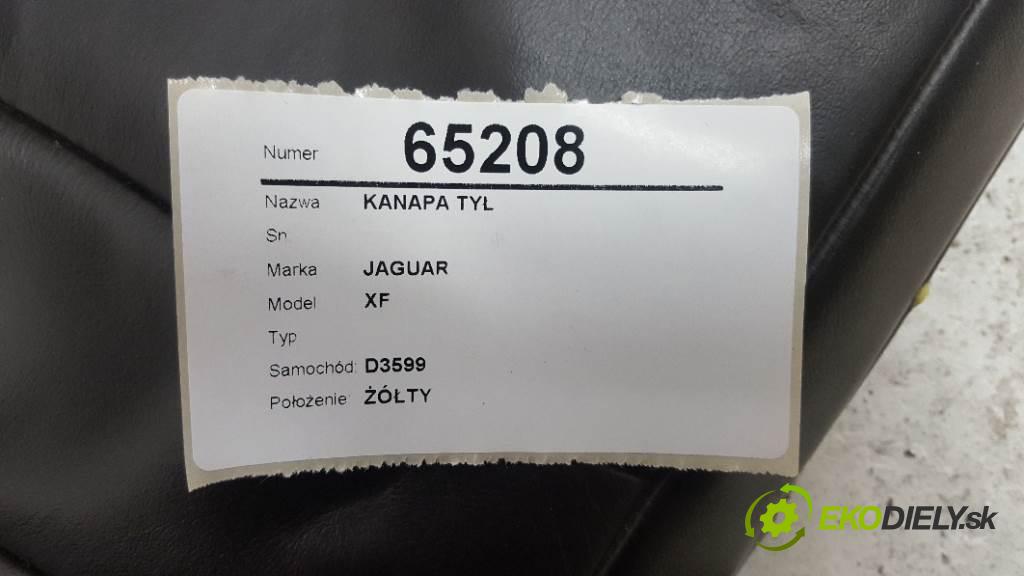 Numer 65208
Nazwa KANAPA TYŁ
Sn
Marka JAGUAR
Model XF
Typ
Samochód: D3599
Położenie ŻÓŁTY
EKODIELY.sk